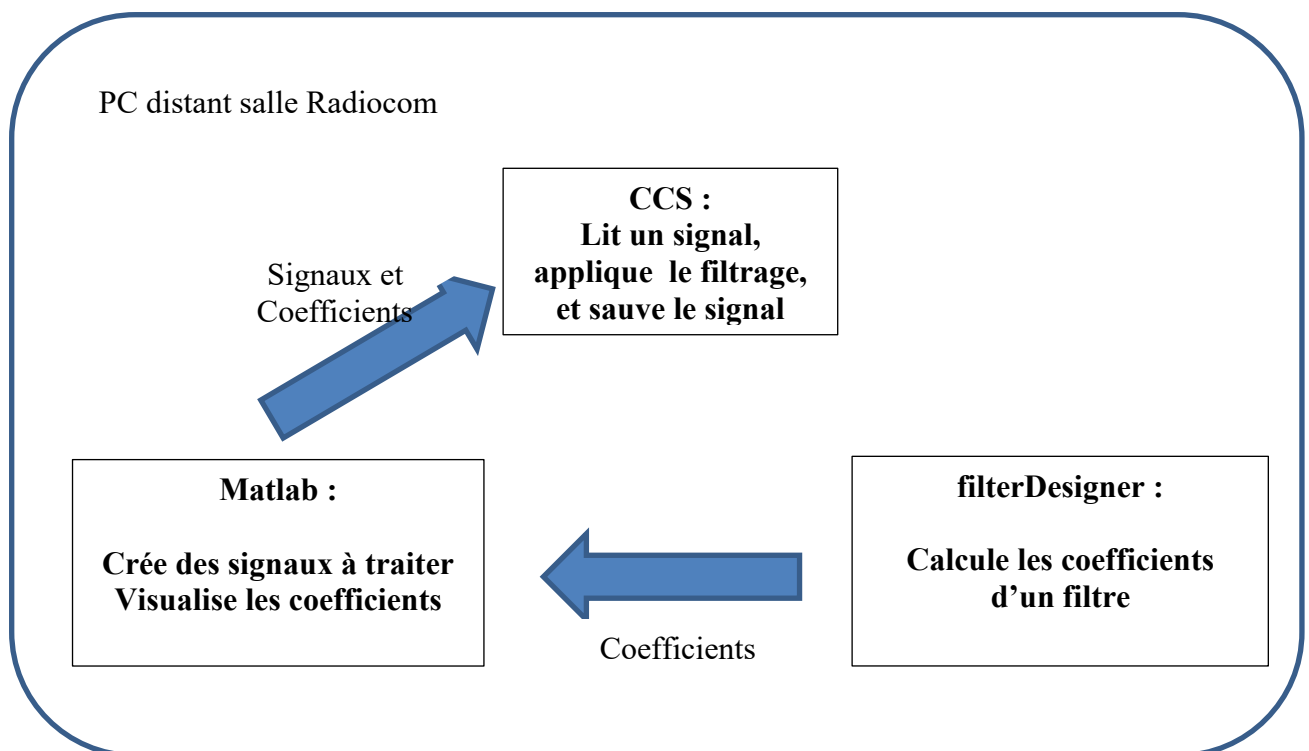 PC distant salle Radiocom
CCS :
Lit un signal,
applique le filtrage,
et sauve le signal
Signaux et
Coefficients
Matlab :
Crée des signaux à traiter
Visualise les coefficients
filterDesigner :
Calcule les coefficients
d’un filtre
Coefficients